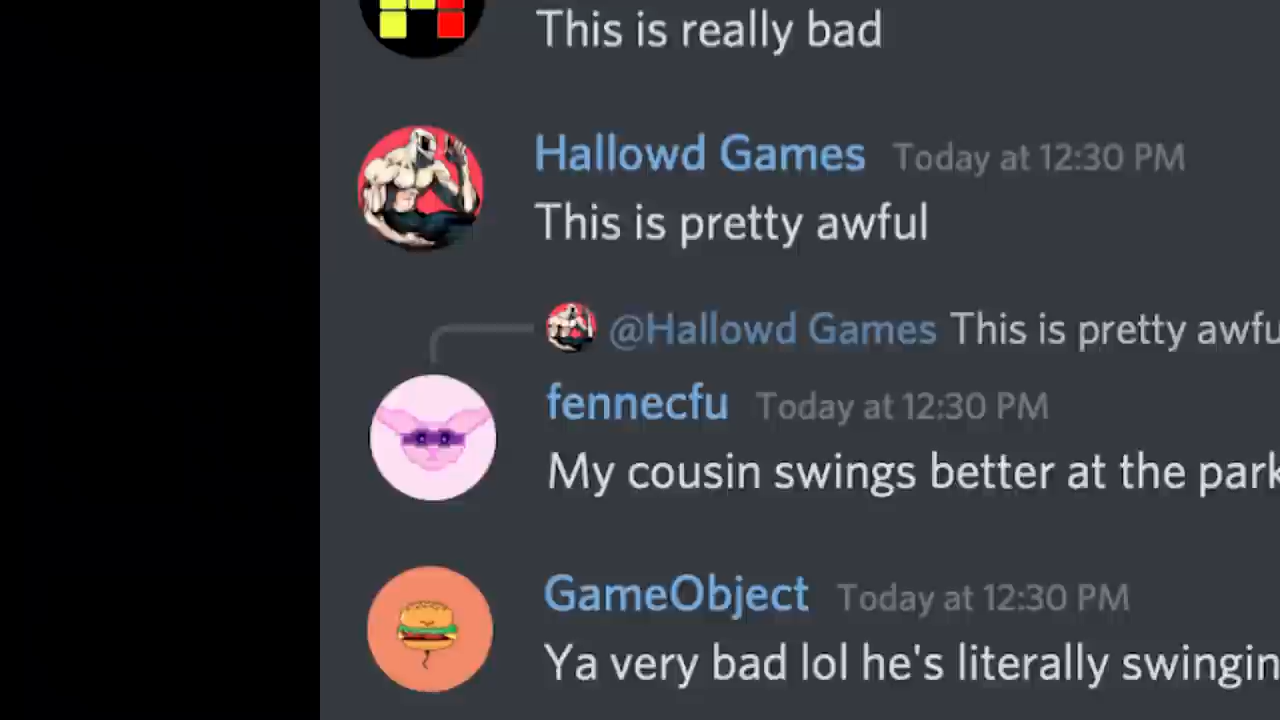 This is really bad
Hallowd Games Today at 12:30 PM
This is pretty awful
@Hallowd Games This is pretty awfu
fennecfu Today at 12:30 PM
My cousin swings better at the park
GameObject Today at 12:30 PM
Ya very bad lol he's literally swingin